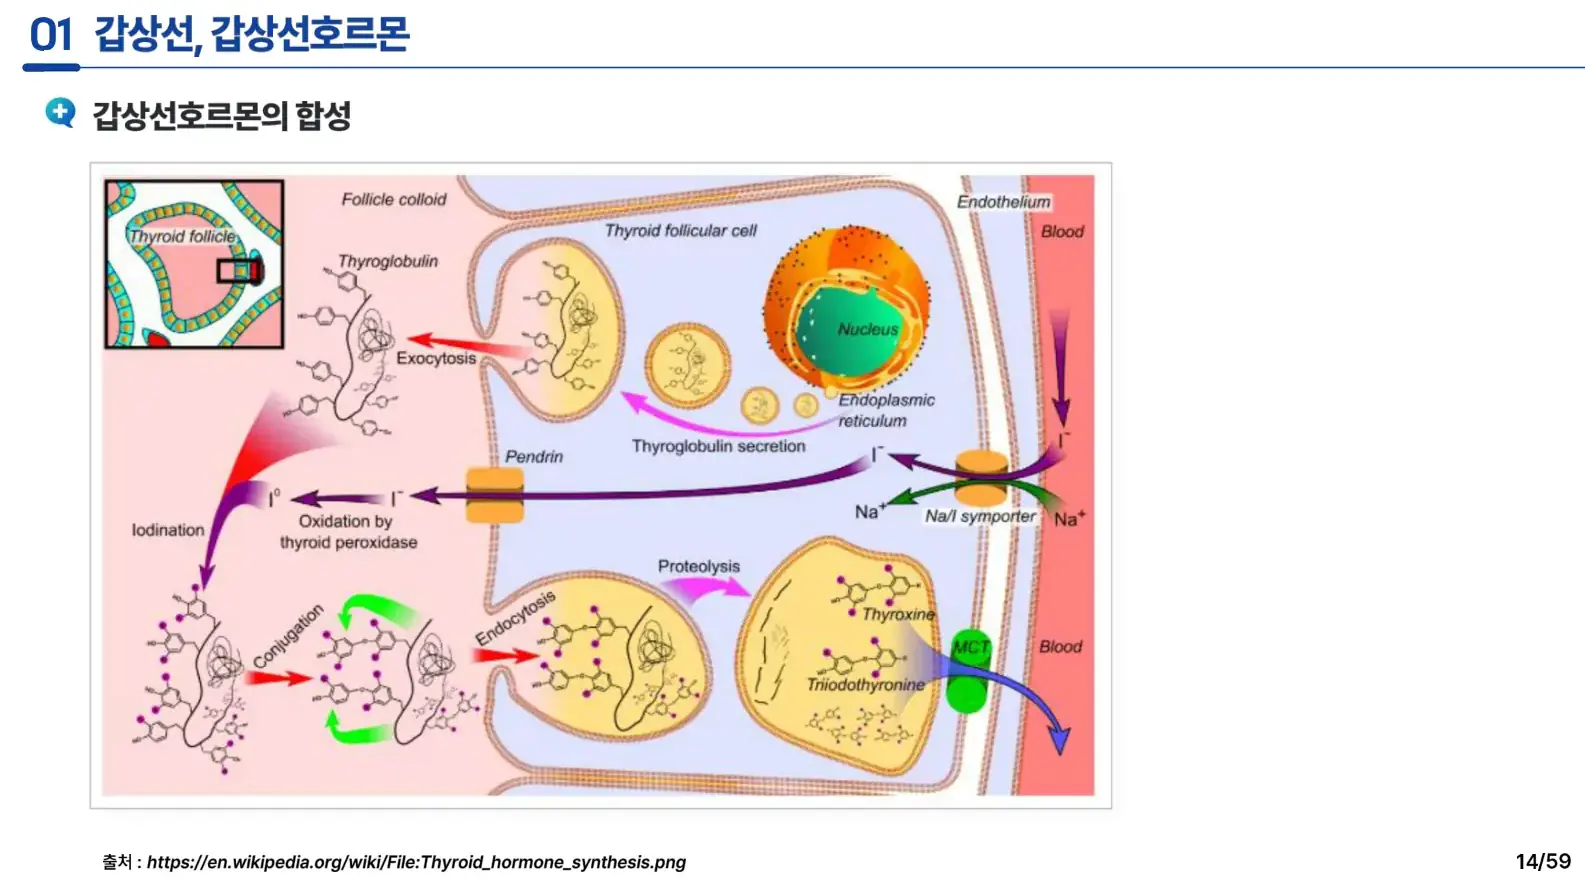 01 갑상선, 갑상선호르몬
갑상선호르몬의 합성
Follicle colloid
Endothelium
Thyroid follicle
Thyroid follicular cell
Blood
Thyroglobulin
Nucleus
Exocytosis
Endoplasmic
reticulum
Thyroglobulin secretion
Pendrin
I⁻
I⁻
I⁰
I⁻
Na⁺
Na/I symporter
Na⁺
Iodination
Oxidation by
thyroid peroxidase
Proteolysis
Conjugation
Endocytosis
Thyroxine
MCT
Blood
Triiodothyronine
출처 : https://en.wikipedia.org/wiki/File:Thyroid_hormone_synthesis.png
14/59